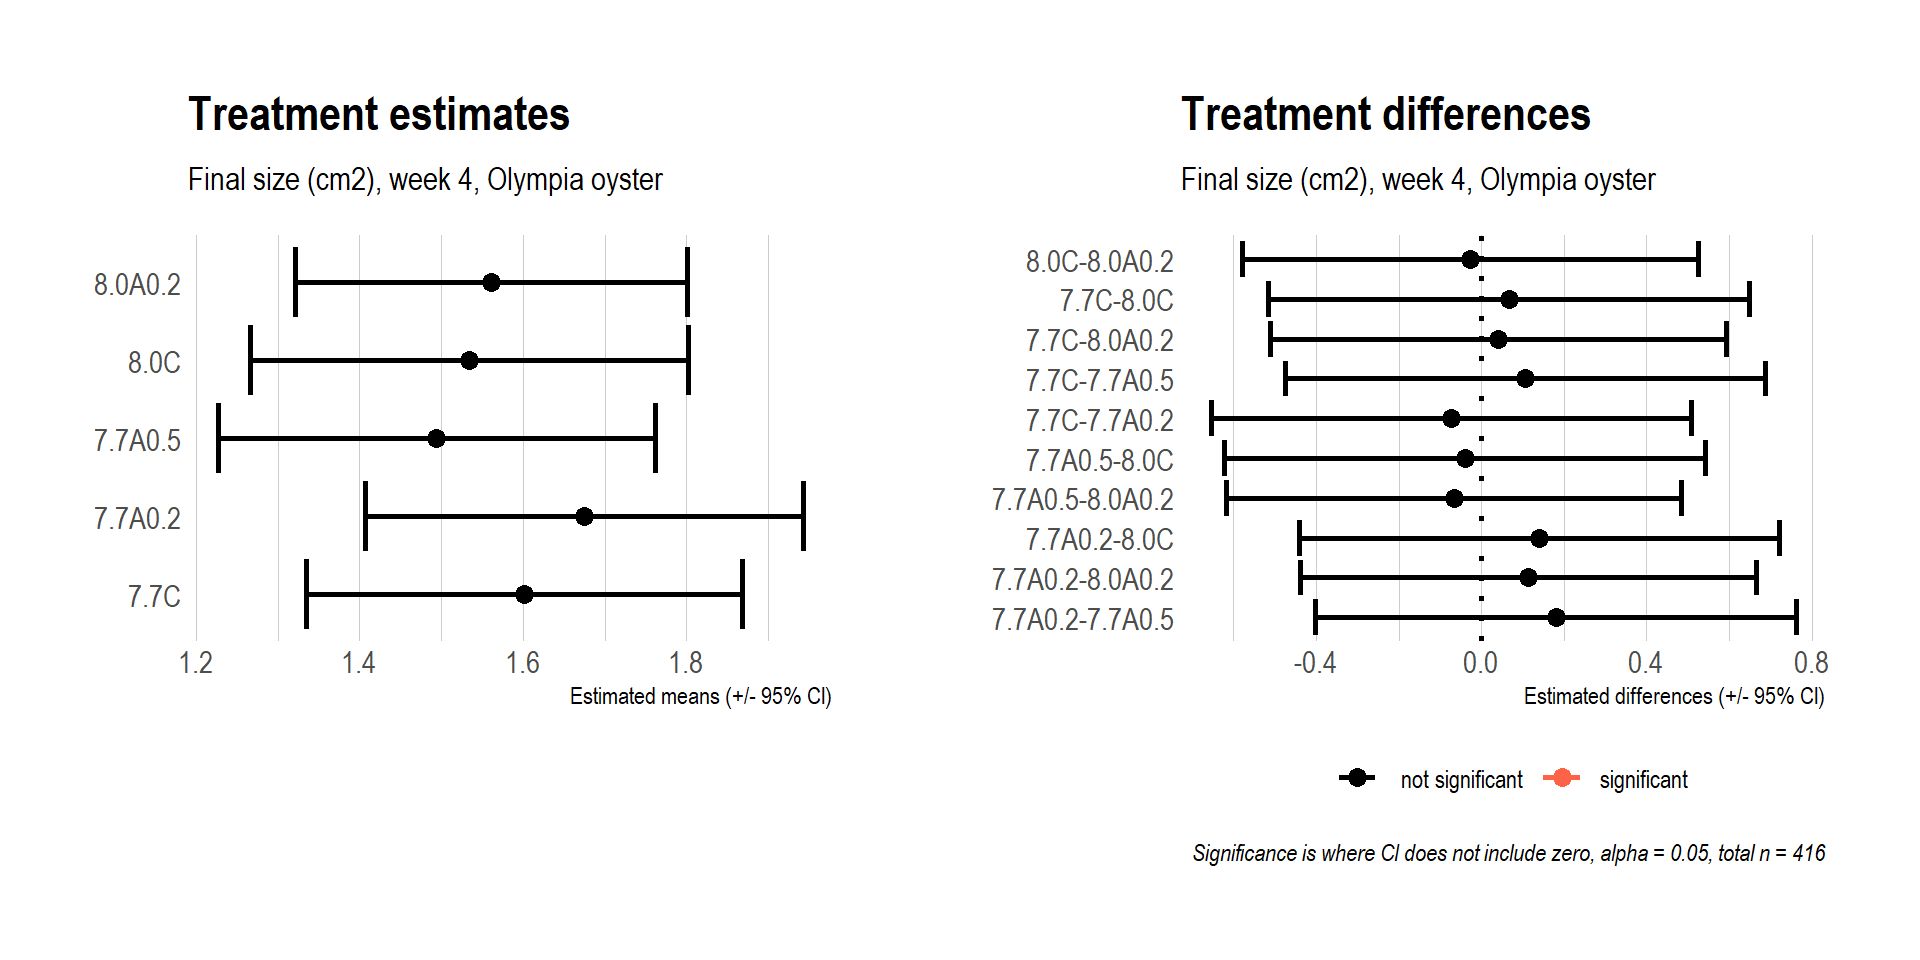 Treatment estimates
Final size (cm2), week 4, Olympia oyster
8.0A0.2
8.0C
7.7A0.5
7.7A0.2
7.7C
1.2 1.4 1.6 1.8
Estimated means (+/- 95% CI)
Treatment differences
Final size (cm2), week 4, Olympia oyster
8.0C-8.0A0.2
7.7C-8.0C
7.7C-8.0A0.2
7.7C-7.7A0.5
7.7C-7.7A0.2
7.7A0.5-8.0C
7.7A0.5-8.0A0.2
7.7A0.2-8.0C
7.7A0.2-8.0A0.2
7.7A0.2-7.7A0.5
-0.4 0.0 0.4 0.8
Estimated differences (+/- 95% CI)
not significant significant
Significance is where CI does not include zero, alpha = 0.05, total n = 416